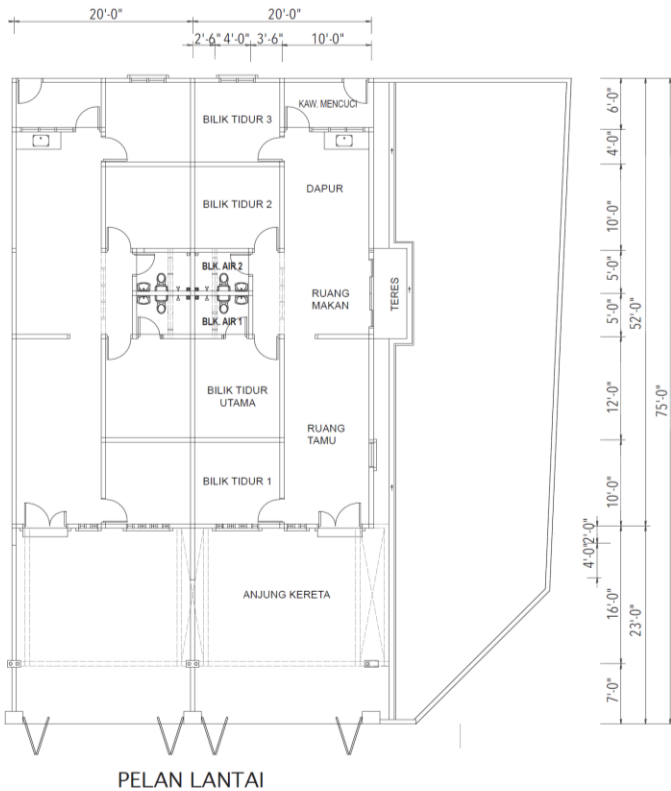 20'-0" 20'-0"
2'-6" 4'-0" 3'-6" 10'-0"
KAW. MENCUCI
BILIK TIDUR 3
6'-0"
4'-0"
DAPUR
BILIK TIDUR 2
10'-0"
BLK. AIR 2
5'-0"
TERES
RUANG
MAKAN
BLK. AIR 1
5'-0"
52'-0"
75'-0"
BILIK TIDUR
UTAMA
12'-0"
RUANG
TAMU
BILIK TIDUR 1
10'-0"
2'-0"
4'-0"
ANJUNG KERETA
16'-0"
23'-0"
7'-0"
PELAN LANTAI